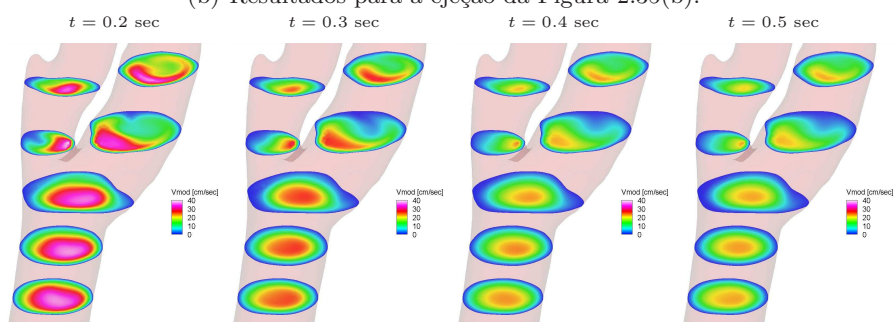 (b) Resultados para a ejeção da Figura 2.35(b).
t = 0.2 sec t = 0.3 sec t = 0.4 sec t = 0.5 sec
Vmod [cm/sec] Vmod [cm/sec] Vmod [cm/sec] Vmod [cm/sec]
40 40 40 40
30 30 30 30
20 20 20 20
10 10 10 10
0 0 0 0